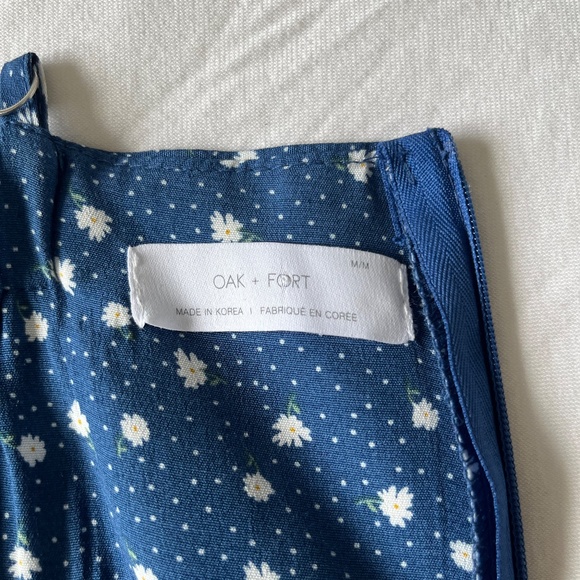 M/M
OAK + FORT
MADE IN KOREA | FABRIQUÉ EN CORÉE